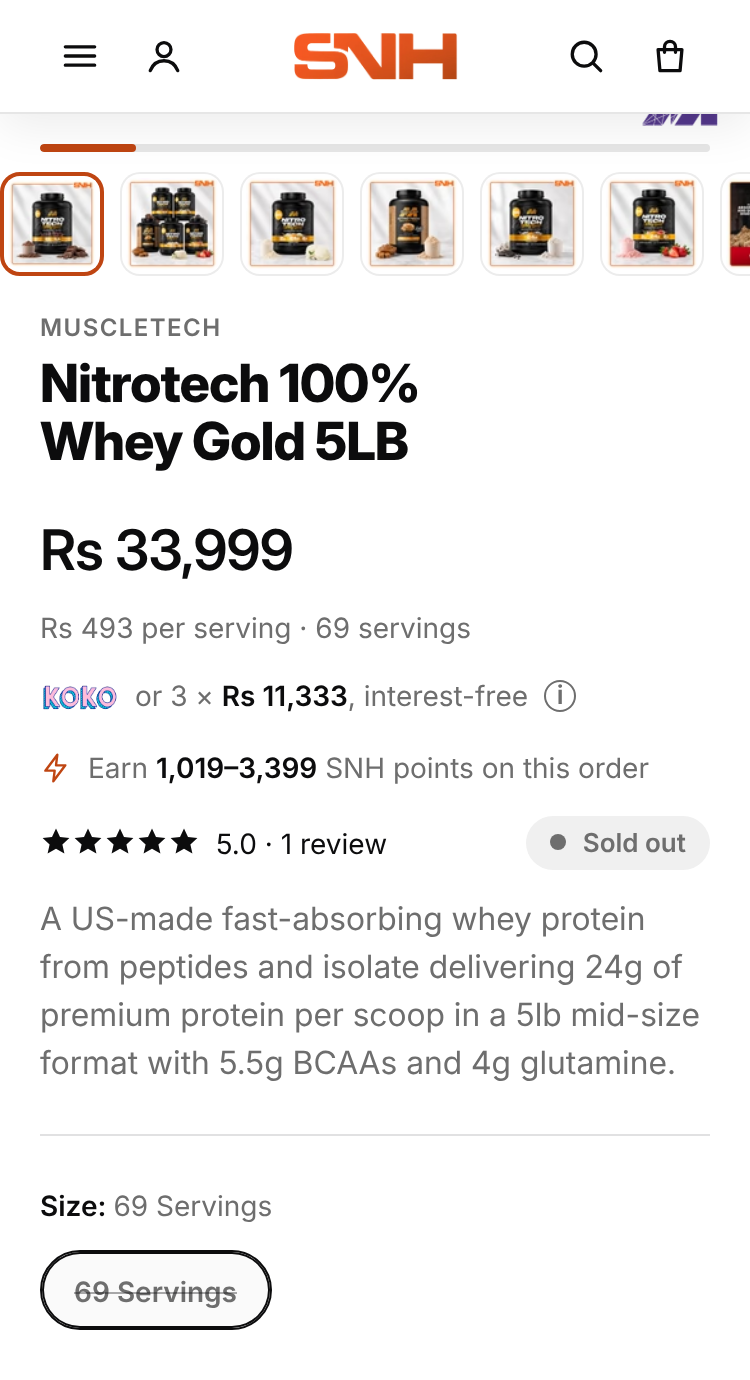 SNH
MUSCLETECH
Nitrotech 100%
Whey Gold 5LB
Rs 33,999
Rs 493 per serving · 69 servings
KOKO or 3 × Rs 11,333, interest-free
Earn 1,019–3,399 SNH points on this order
5.0 · 1 review
Sold out
A US-made fast-absorbing whey protein
from peptides and isolate delivering 24g of
premium protein per scoop in a 5lb mid-size
format with 5.5g BCAAs and 4g glutamine.
Size: 69 Servings
69 Servings